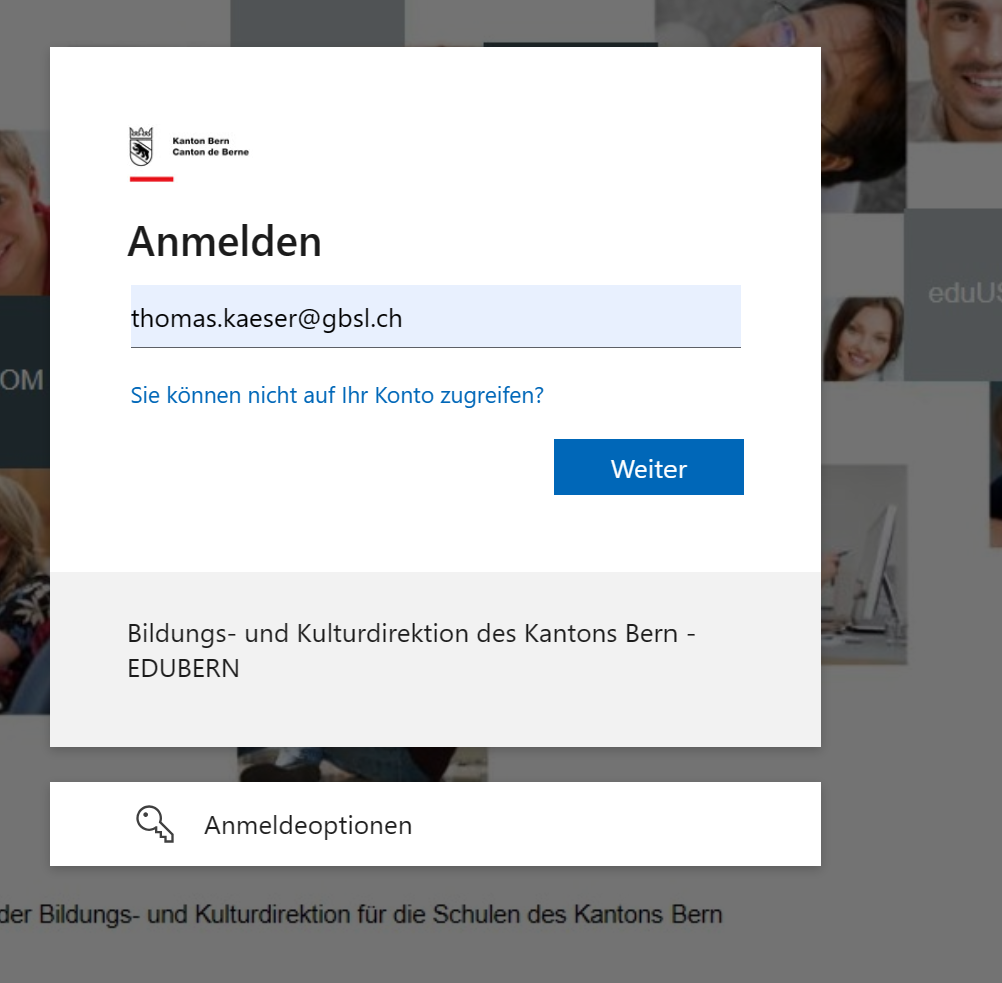 Kanton Bern
Canton de Berne
Anmelden
thomas.kaeser@gbsl.ch
Sie können nicht auf Ihr Konto zugreifen?
Weiter
Bildungs- und Kulturdirektion des Kantons Bern -
EDUBERN
Anmeldeoptionen
eduUS
OM
der Bildungs- und Kulturdirektion für die Schulen des Kantons Bern